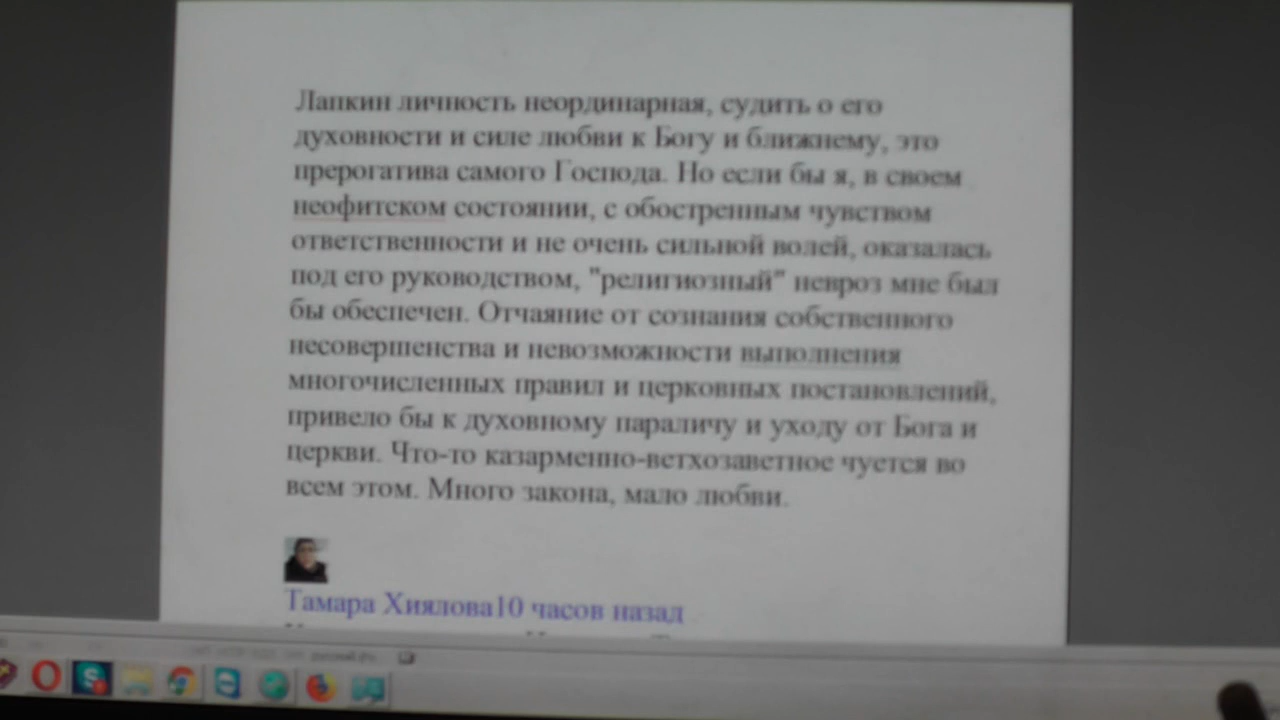 Лапкин личность неординарная, судить о его
духовности и силе любви к Богу и ближнему, это
прерогатива самого Господа. Но если бы я, в своем
неофитском состоянии, с обостренным чувством
ответственности и не очень сильной волей, оказалась
под его руководством, "религиозный" невроз мне был
бы обеспечен. Отчаяние от сознания собственного
несовершенства и невозможности выполнения
многочисленных правил и церковных постановлений,
привело бы к духовному параличу и уходу от Бога и
церкви. Что-то казарменно-ветхозаветное чуется во
всем этом. Много закона, мало любви.
Тамара Хиялова10 часов назад